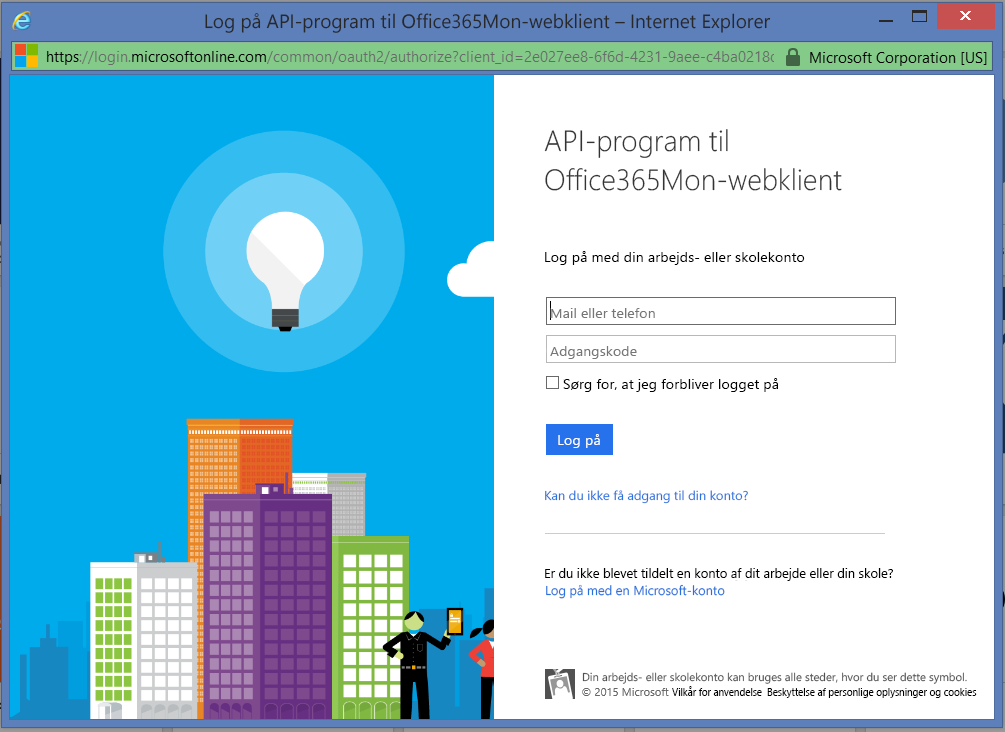 Log på API-program til Office365Mon-webklient – Internet Explorer
https://login.microsoftonline.com/common/oauth2/authorize?client_id=2e027ee8-6f6d-4231-9aee-c4ba0218c
Microsoft Corporation [US]
API-program til
Office365Mon-webklient
Log på med din arbejds- eller skolekonto
Mail eller telefon
Adgangskode
Sørg for, at jeg forbliver logget på
Log på
Kan du ikke få adgang til din konto?
Er du ikke blevet tildelt en konto af dit arbejde eller din skole?
Log på med en Microsoft-konto
Din arbejds- eller skolekonto kan bruges alle steder, hvor du ser dette symbol.
© 2015 Microsoft Vilkår for anvendelse Beskyttelse af personlige oplysninger og cookies